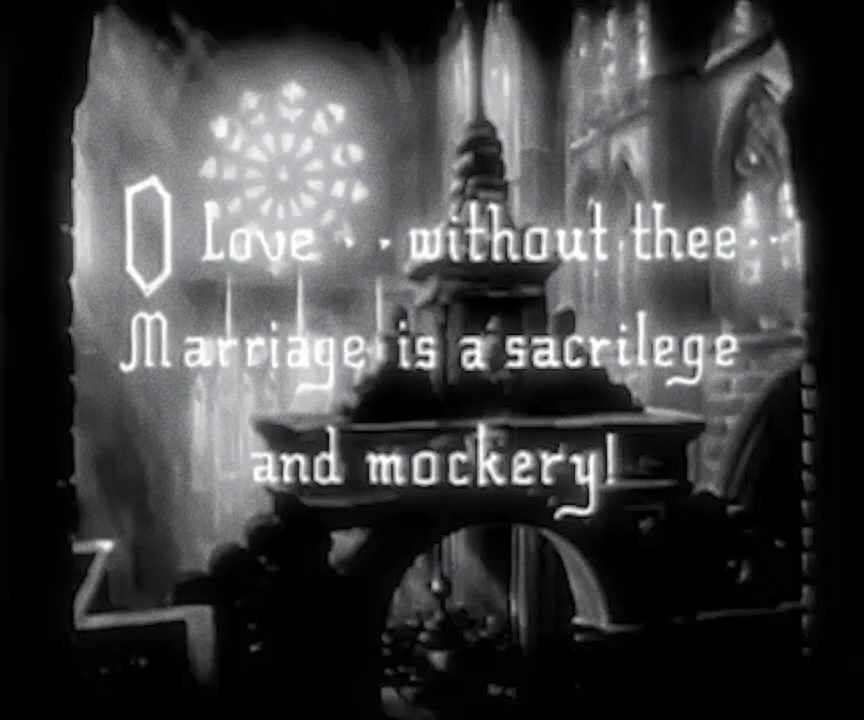 O Love . . without thee . .
Marriage is a sacrilege
and mockery!